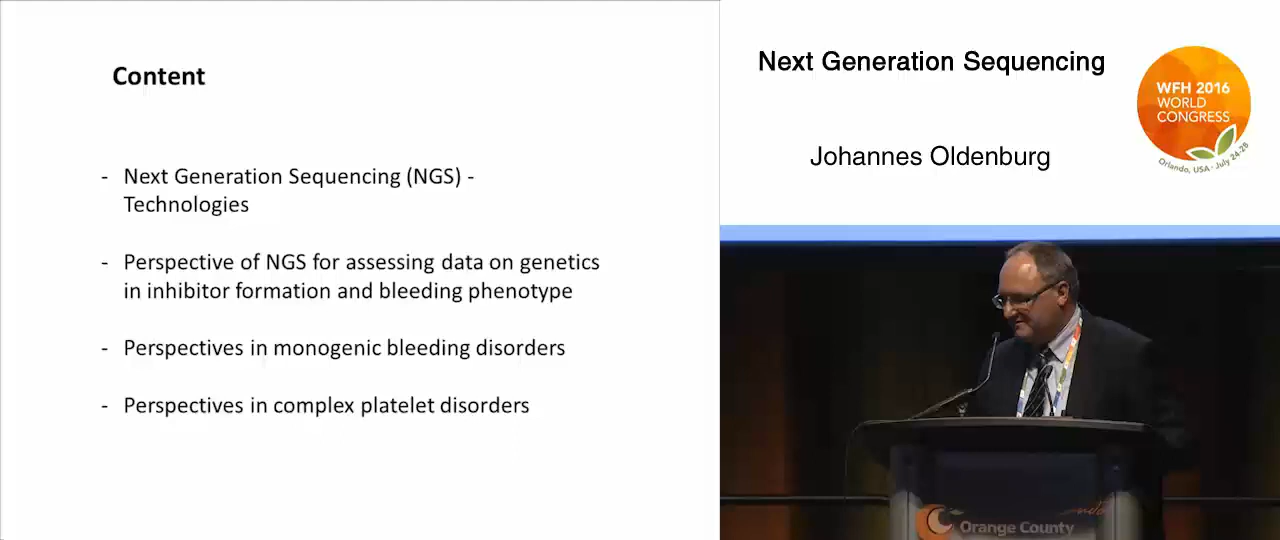 Content
- Next Generation Sequencing (NGS) -
Technologies
- Perspective of NGS for assessing data on genetics
in inhibitor formation and bleeding phenotype
- Perspectives in monogenic bleeding disorders
- Perspectives in complex platelet disorders
Next Generation Sequencing
Johannes Oldenburg
WFH 2016
WORLD
CONGRESS
Orlando, USA · July 24-28
Orange County